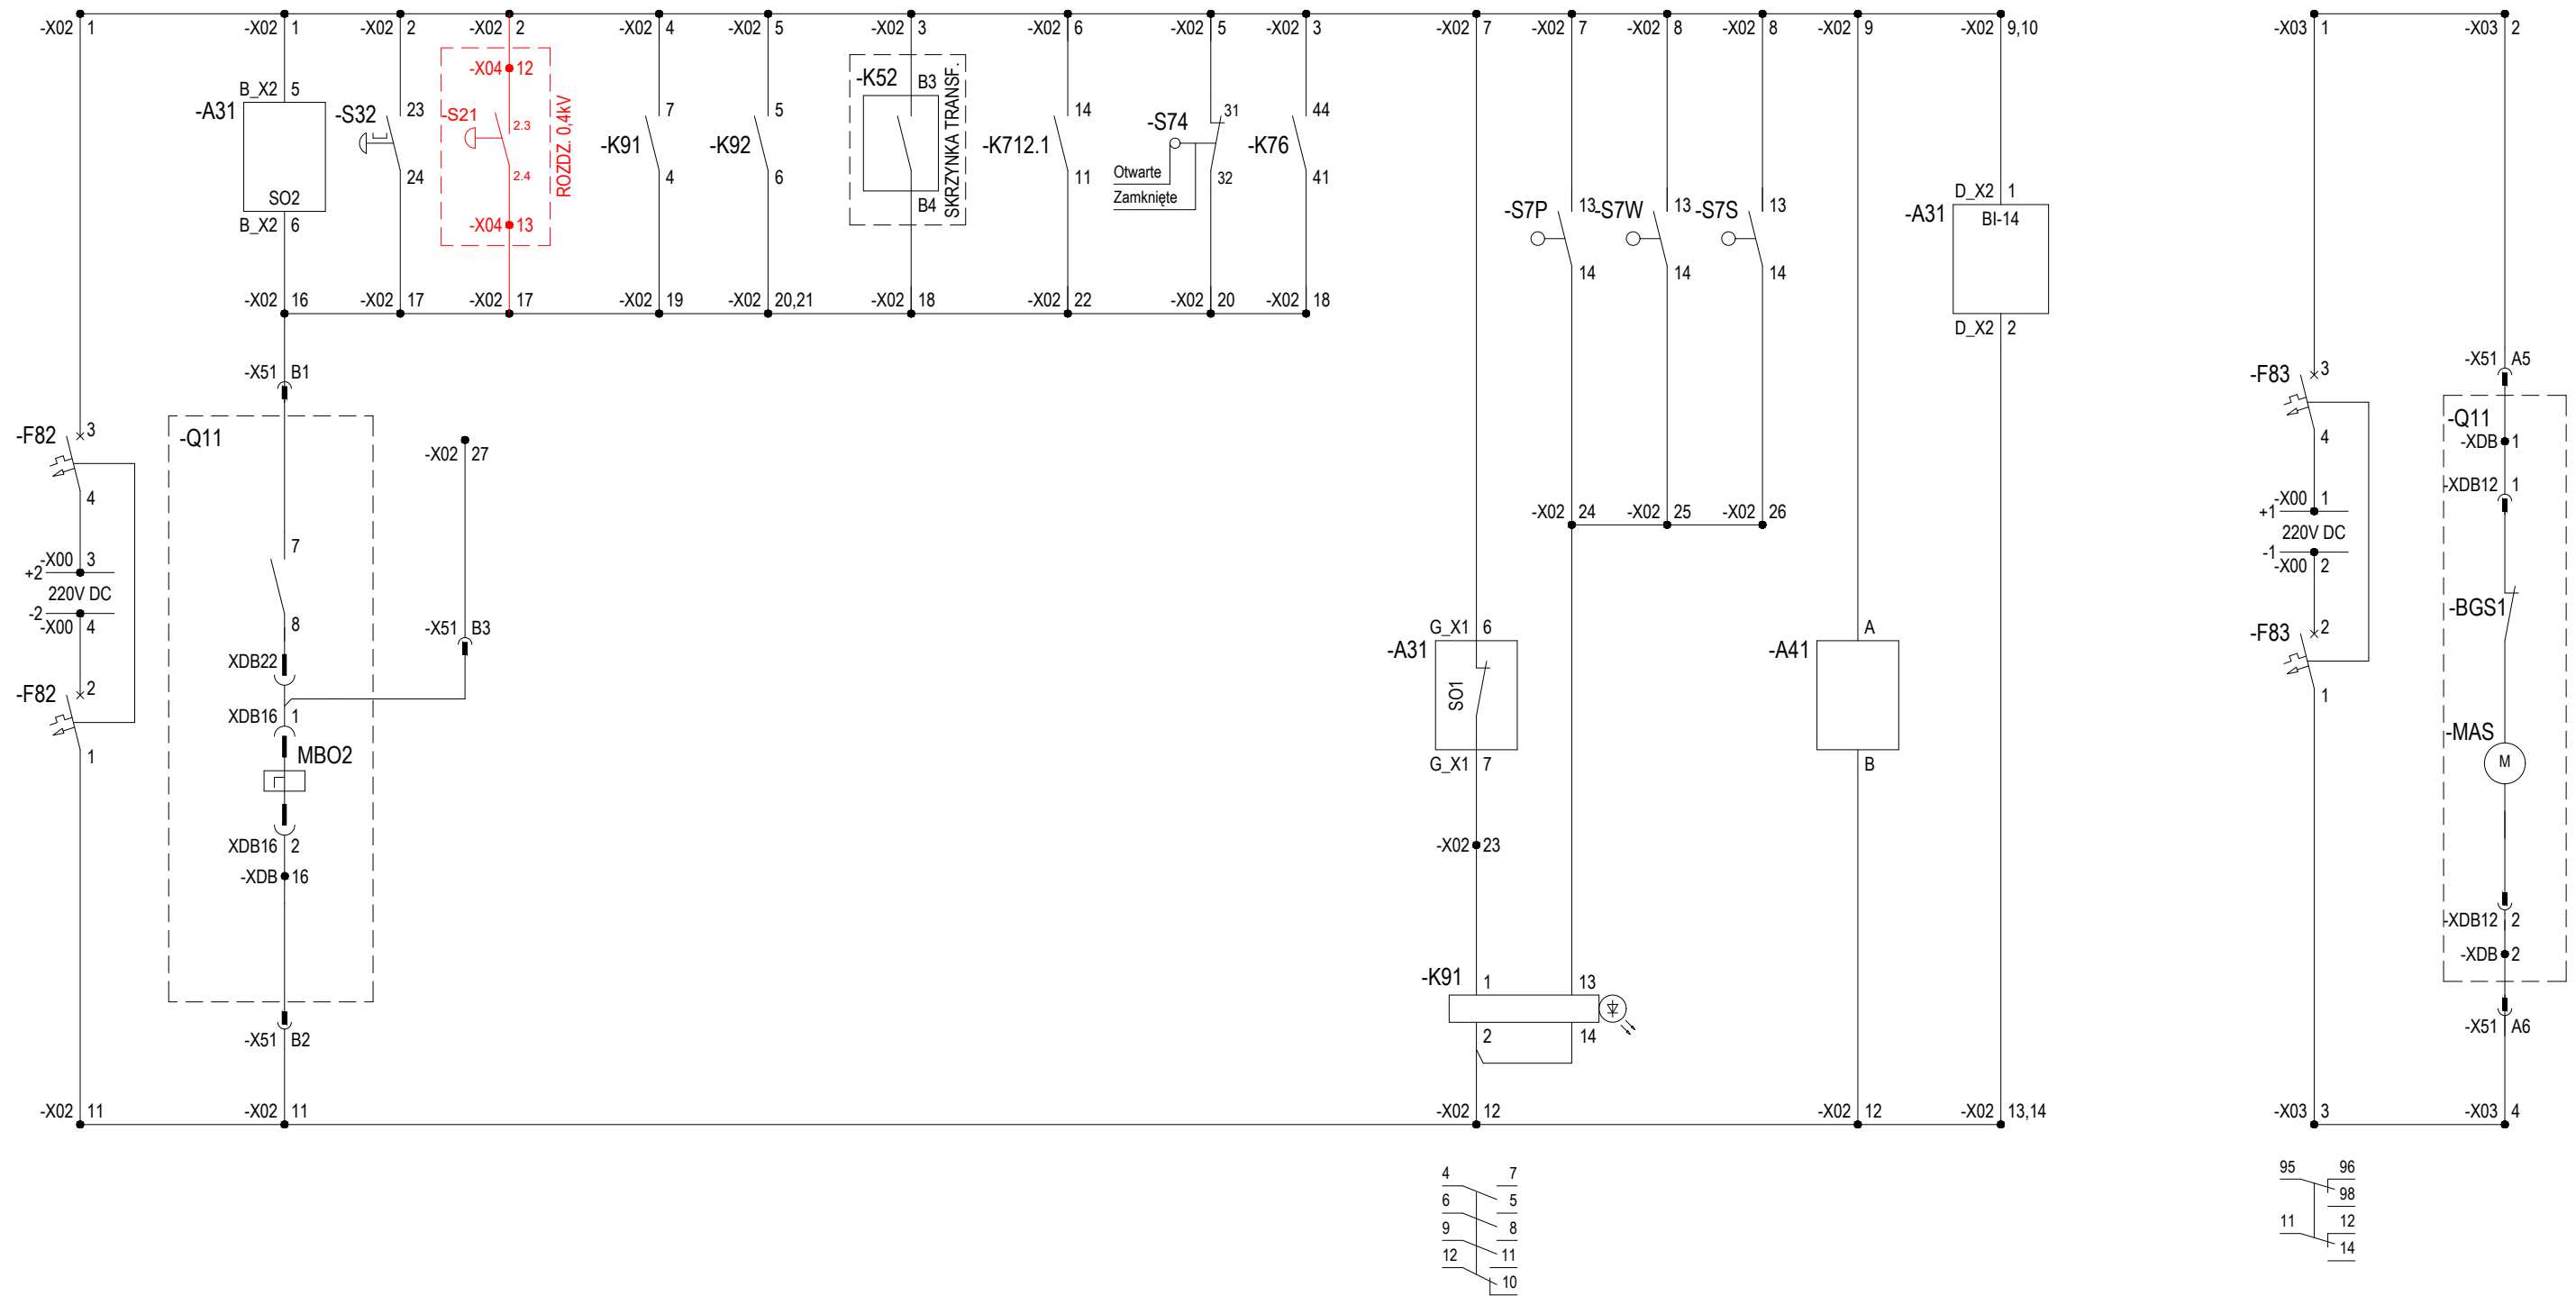 -X02 1
-X02 1
-X02 2
-X02 2
-X02 4
-X02 5
-X02 3
-X02 6
-X02 5
-X02 3
-X02 7
-X02 7
-X02 8
-X02 8
-X02 9
-X02 9,10
-X03 1
-X03 2
B_X2 5
-A31
SO2
B_X2 6
-S32
23
24
-X04 12
-S21
2.3
2.4
-X04 13
ROZDZ. 0,4kV
-K91
7
4
-K92
5
6
-K52
B3
B4
SKRZYNKA TRANSF.
-K712.1
14
11
-S74
31
32
Otwarte
Zamknięte
-K76
44
41
-S7P
13
14
-S7W
13
14
-S7S
13
14
D_X2 1
-A31
BI-14
D_X2 2
-X02 16
-X02 17
-X02 17
-X02 19
-X02 20,21
-X02 18
-X02 22
-X02 20
-X02 18
-X51 B1
-F82
3
4
-X00 3
+2
220V DC
-2
-X00 4
-F82
2
1
-Q11
7
8
XDB22
XDB16 1
MBO2
XDB16 2
-XDB 16
-X51 B2
-X02 27
-X51 B3
-X02 24
-X02 25
-X02 26
G_X1 6
-A31
SO1
G_X1 7
-X02 23
-K91
1
13
2
14
-A41
A
B
-F83
3
4
-X00 1
+1
220V DC
-1
-X00 2
-F83
2
1
-X51 A5
-Q11
-XDB 1
-XDB12 1
-BGS1
-MAS
M
-XDB12 2
-XDB 2
-X51 A6
-X02 11
-X02 11
-X02 12
-X02 12
-X02 13,14
-X03 3
-X03 4
4 7
6 5
9 8
12 11
10
95 96
98
11 12
14